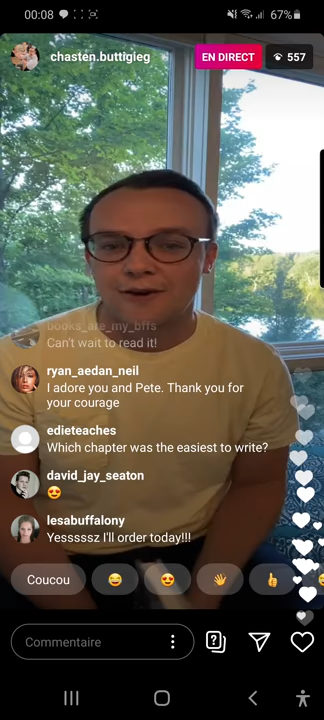 00:08
67%
chasten.buttigieg
EN DIRECT
557
books_are_my_bffs
Can't wait to read it!
ryan_aedan_neil
I adore you and Pete. Thank you for
your courage
edieteaches
Which chapter was the easiest to write?
david_jay_seaton
😍
lesabuffalony
Yesssssz I'll order today!!!
Coucou 😂 😍 👋 👍
Commentaire